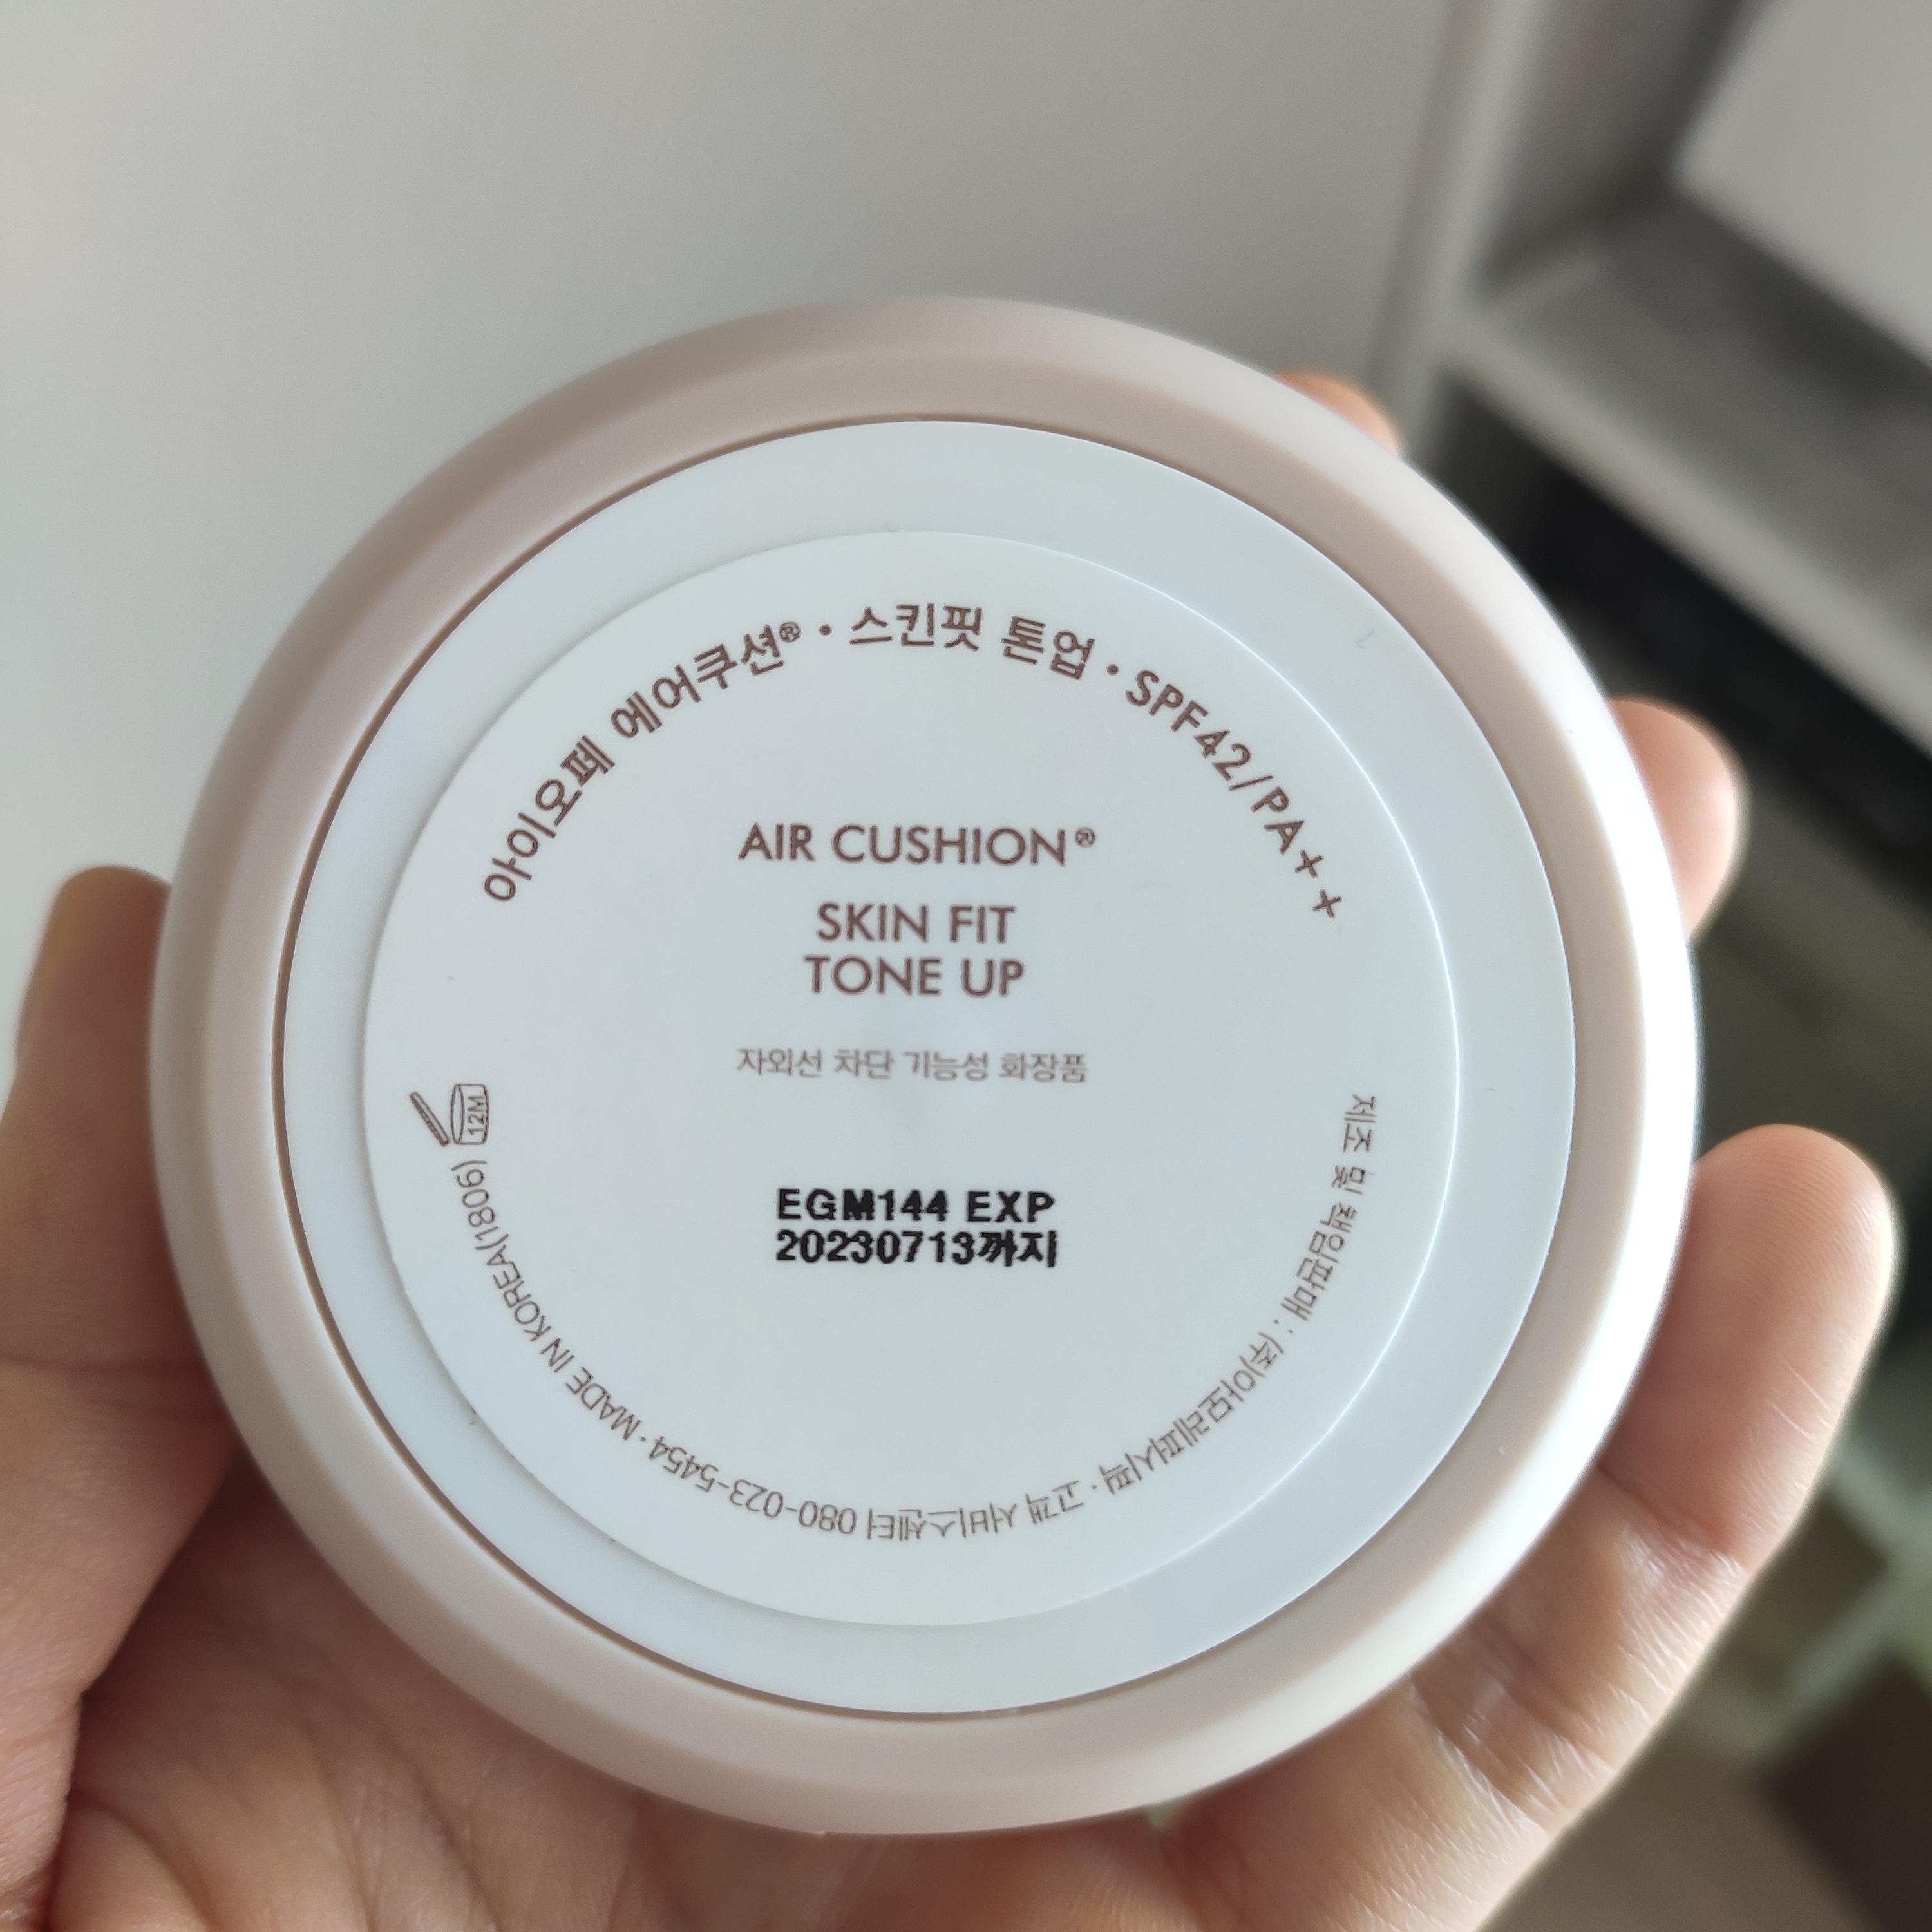 아이오페 에어쿠션® · 스킨핏 톤업 · SPF42/PA++
AIR CUSHION®
SKIN FIT
TONE UP
자외선 차단 기능성 화장품
EGM144 EXP
20230713까지
제조 및 책임판매 : (주)아모레퍼시픽 · 고객 서비스센터 080-023-5454 · MADE IN KOREA(1806)
12M